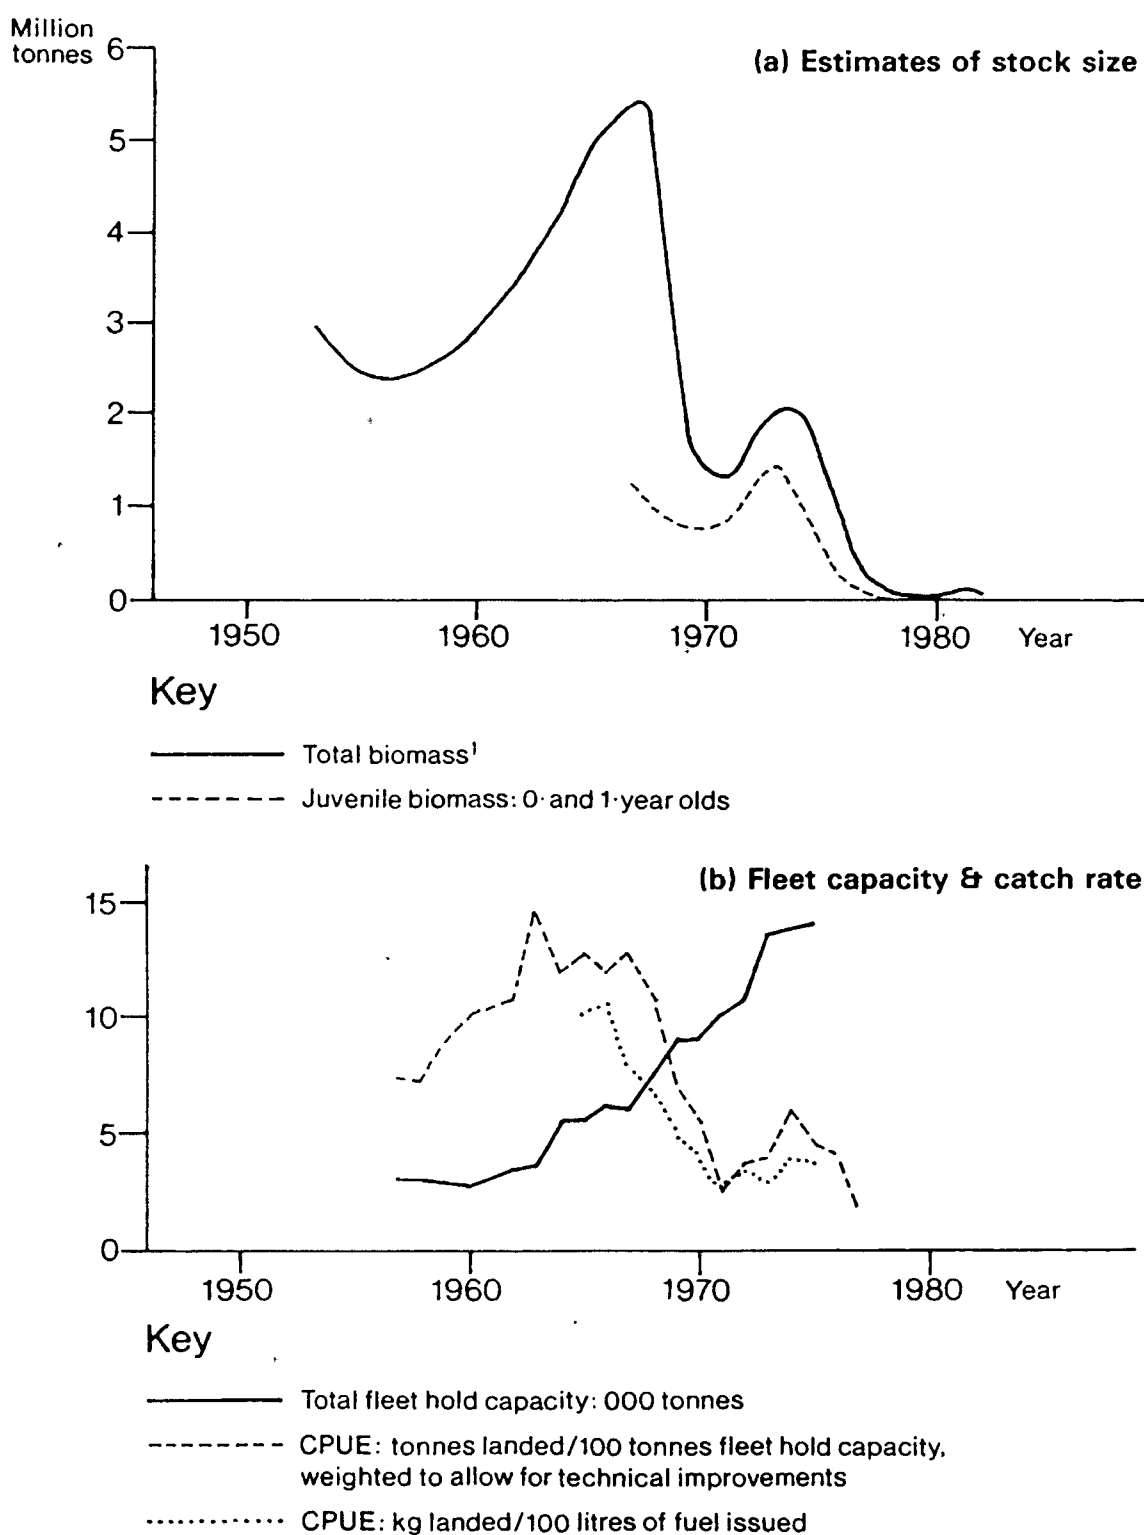 Million
tonnes
(a) Estimates of stock size
6
5
4
3
2
1
0
1950 1960 1970 1980 Year
Key
Total biomass¹
Juvenile biomass: 0· and 1·year olds
(b) Fleet capacity & catch rate
15
10
5
0
1950 1960 1970 1980 Year
Key
Total fleet hold capacity: 000 tonnes
CPUE: tonnes landed/100 tonnes fleet hold capacity,
weighted to allow for technical improvements
CPUE: kg landed/100 litres of fuel issued